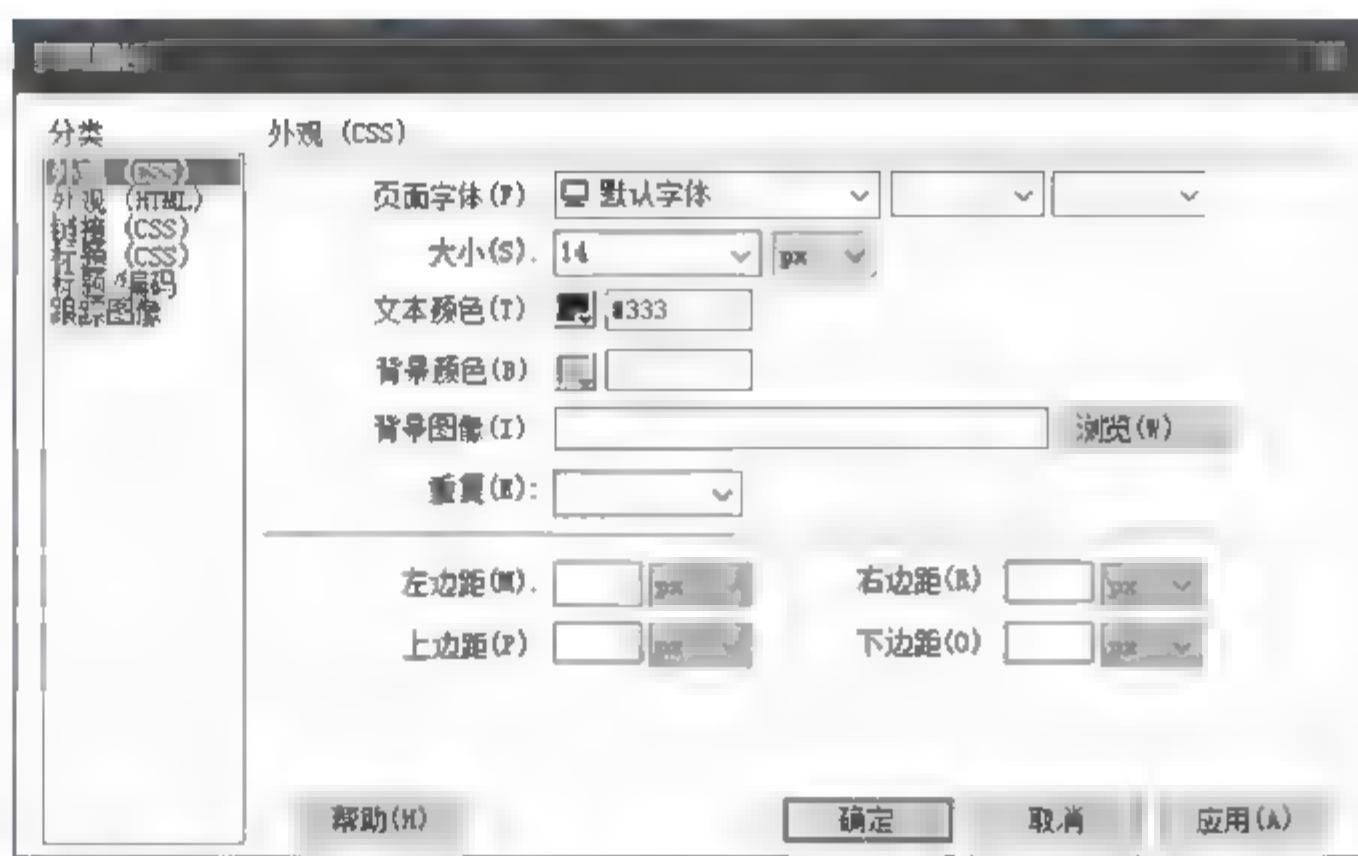 分类
外观 (CSS)
外观 (HTML)
链接 (CSS)
标题 (CSS)
标题/编码
跟踪图像
外观 (CSS)
页面字体(F) 默认字体
大小(S). 14 px
文本颜色(T) #333
背景颜色(B)
背景图像(I) 浏览(W)
重复(E):
左边距(M). px 右边距(R) px
上边距(P) px 下边距(O) px
帮助(H) 确定 取消 应用(A)